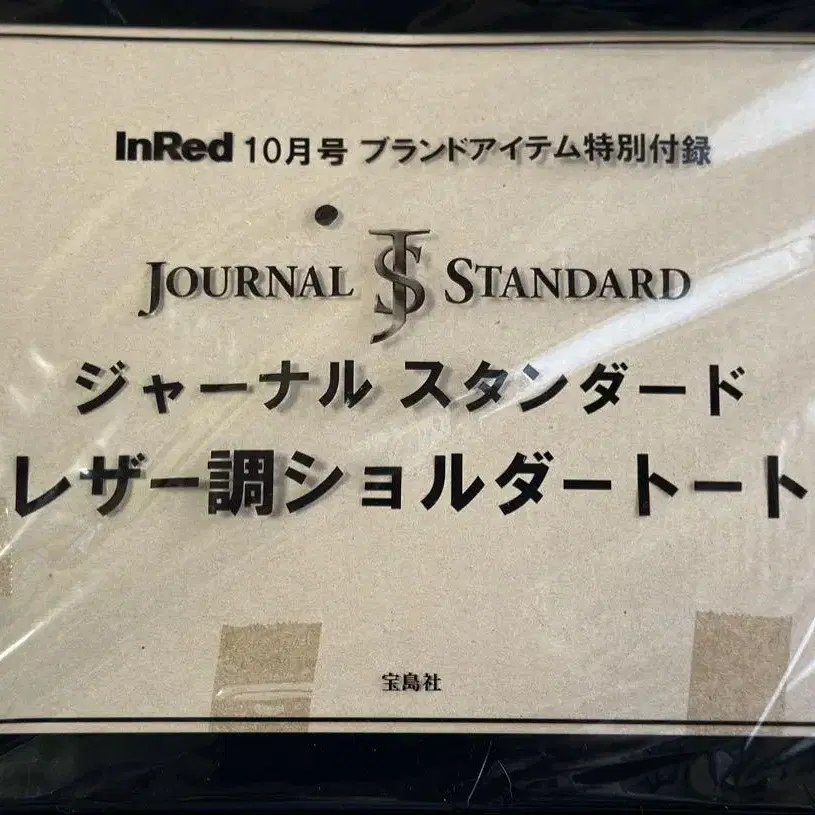 InRed 10月号 ブランドアイテム特別付録
JOURNAL JS STANDARD
ジャーナル スタンダード
レザー調ショルダートート
宝島社